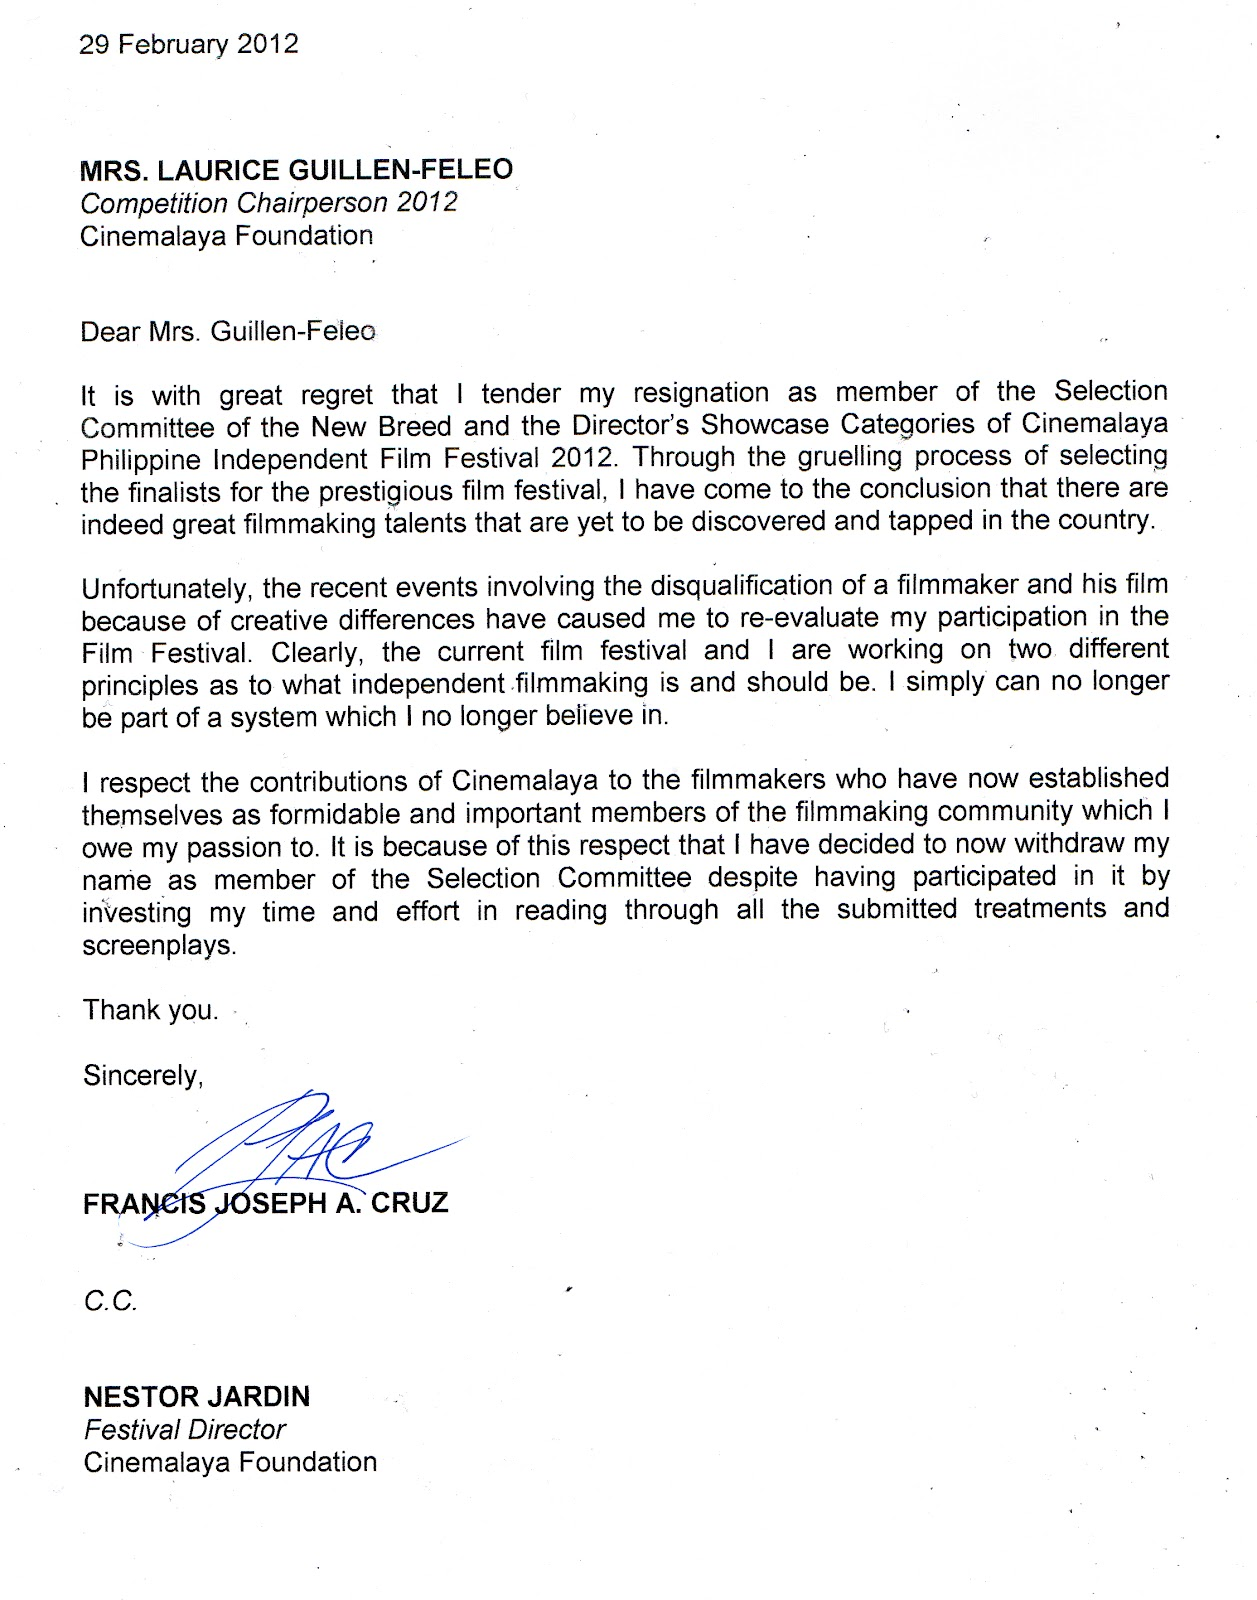 29 February 2012
MRS. LAURICE GUILLEN-FELEO
Competition Chairperson 2012
Cinemalaya Foundation
Dear Mrs. Guillen-Feleo
It is with great regret that I tender my resignation as member of the Selection
Committee of the New Breed and the Director's Showcase Categories of Cinemalaya
Philippine Independent Film Festival 2012. Through the gruelling process of selecting
the finalists for the prestigious film festival, I have come to the conclusion that there are
indeed great filmmaking talents that are yet to be discovered and tapped in the country.
Unfortunately, the recent events involving the disqualification of a filmmaker and his film
because of creative differences have caused me to re-evaluate my participation in the
Film Festival. Clearly, the current film festival and I are working on two different
principles as to what independent filmmaking is and should be. I simply can no longer
be part of a system which I no longer believe in.
I respect the contributions of Cinemalaya to the filmmakers who have now established
themselves as formidable and important members of the filmmaking community which I
owe my passion to. It is because of this respect that I have decided to now withdraw my
name as member of the Selection Committee despite having participated in it by
investing my time and effort in reading through all the submitted treatments and
screenplays.
Thank you.
Sincerely,
FRANCIS JOSEPH A. CRUZ
C.C.
NESTOR JARDIN
Festival Director
Cinemalaya Foundation